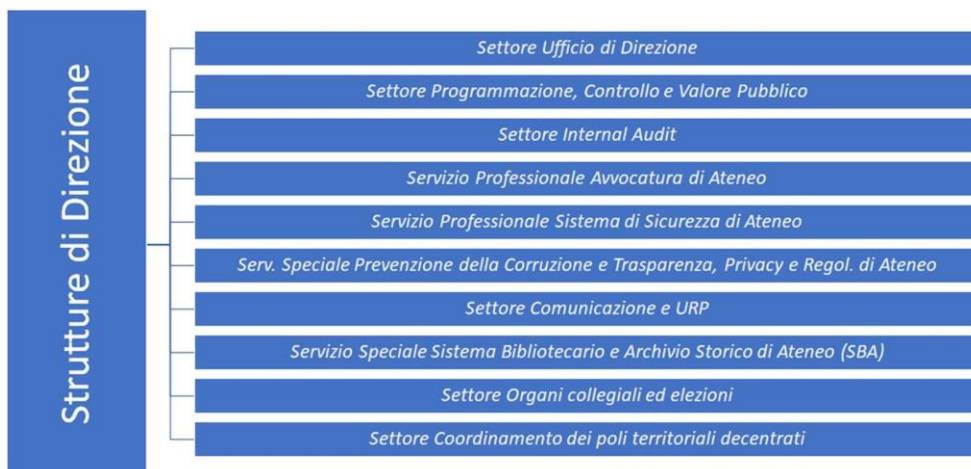 Strutture di Direzione
Settore Ufficio di Direzione
Settore Programmazione, Controllo e Valore Pubblico
Settore Internal Audit
Servizio Professionale Avvocatura di Ateneo
Servizio Professionale Sistema di Sicurezza di Ateneo
Serv. Speciale Prevenzione della Corruzione e Trasparenza, Privacy e Regol. di Ateneo
Settore Comunicazione e URP
Servizio Speciale Sistema Bibliotecario e Archivio Storico di Ateneo (SBA)
Settore Organi collegiali ed elezioni
Settore Coordinamento dei poli territoriali decentrati